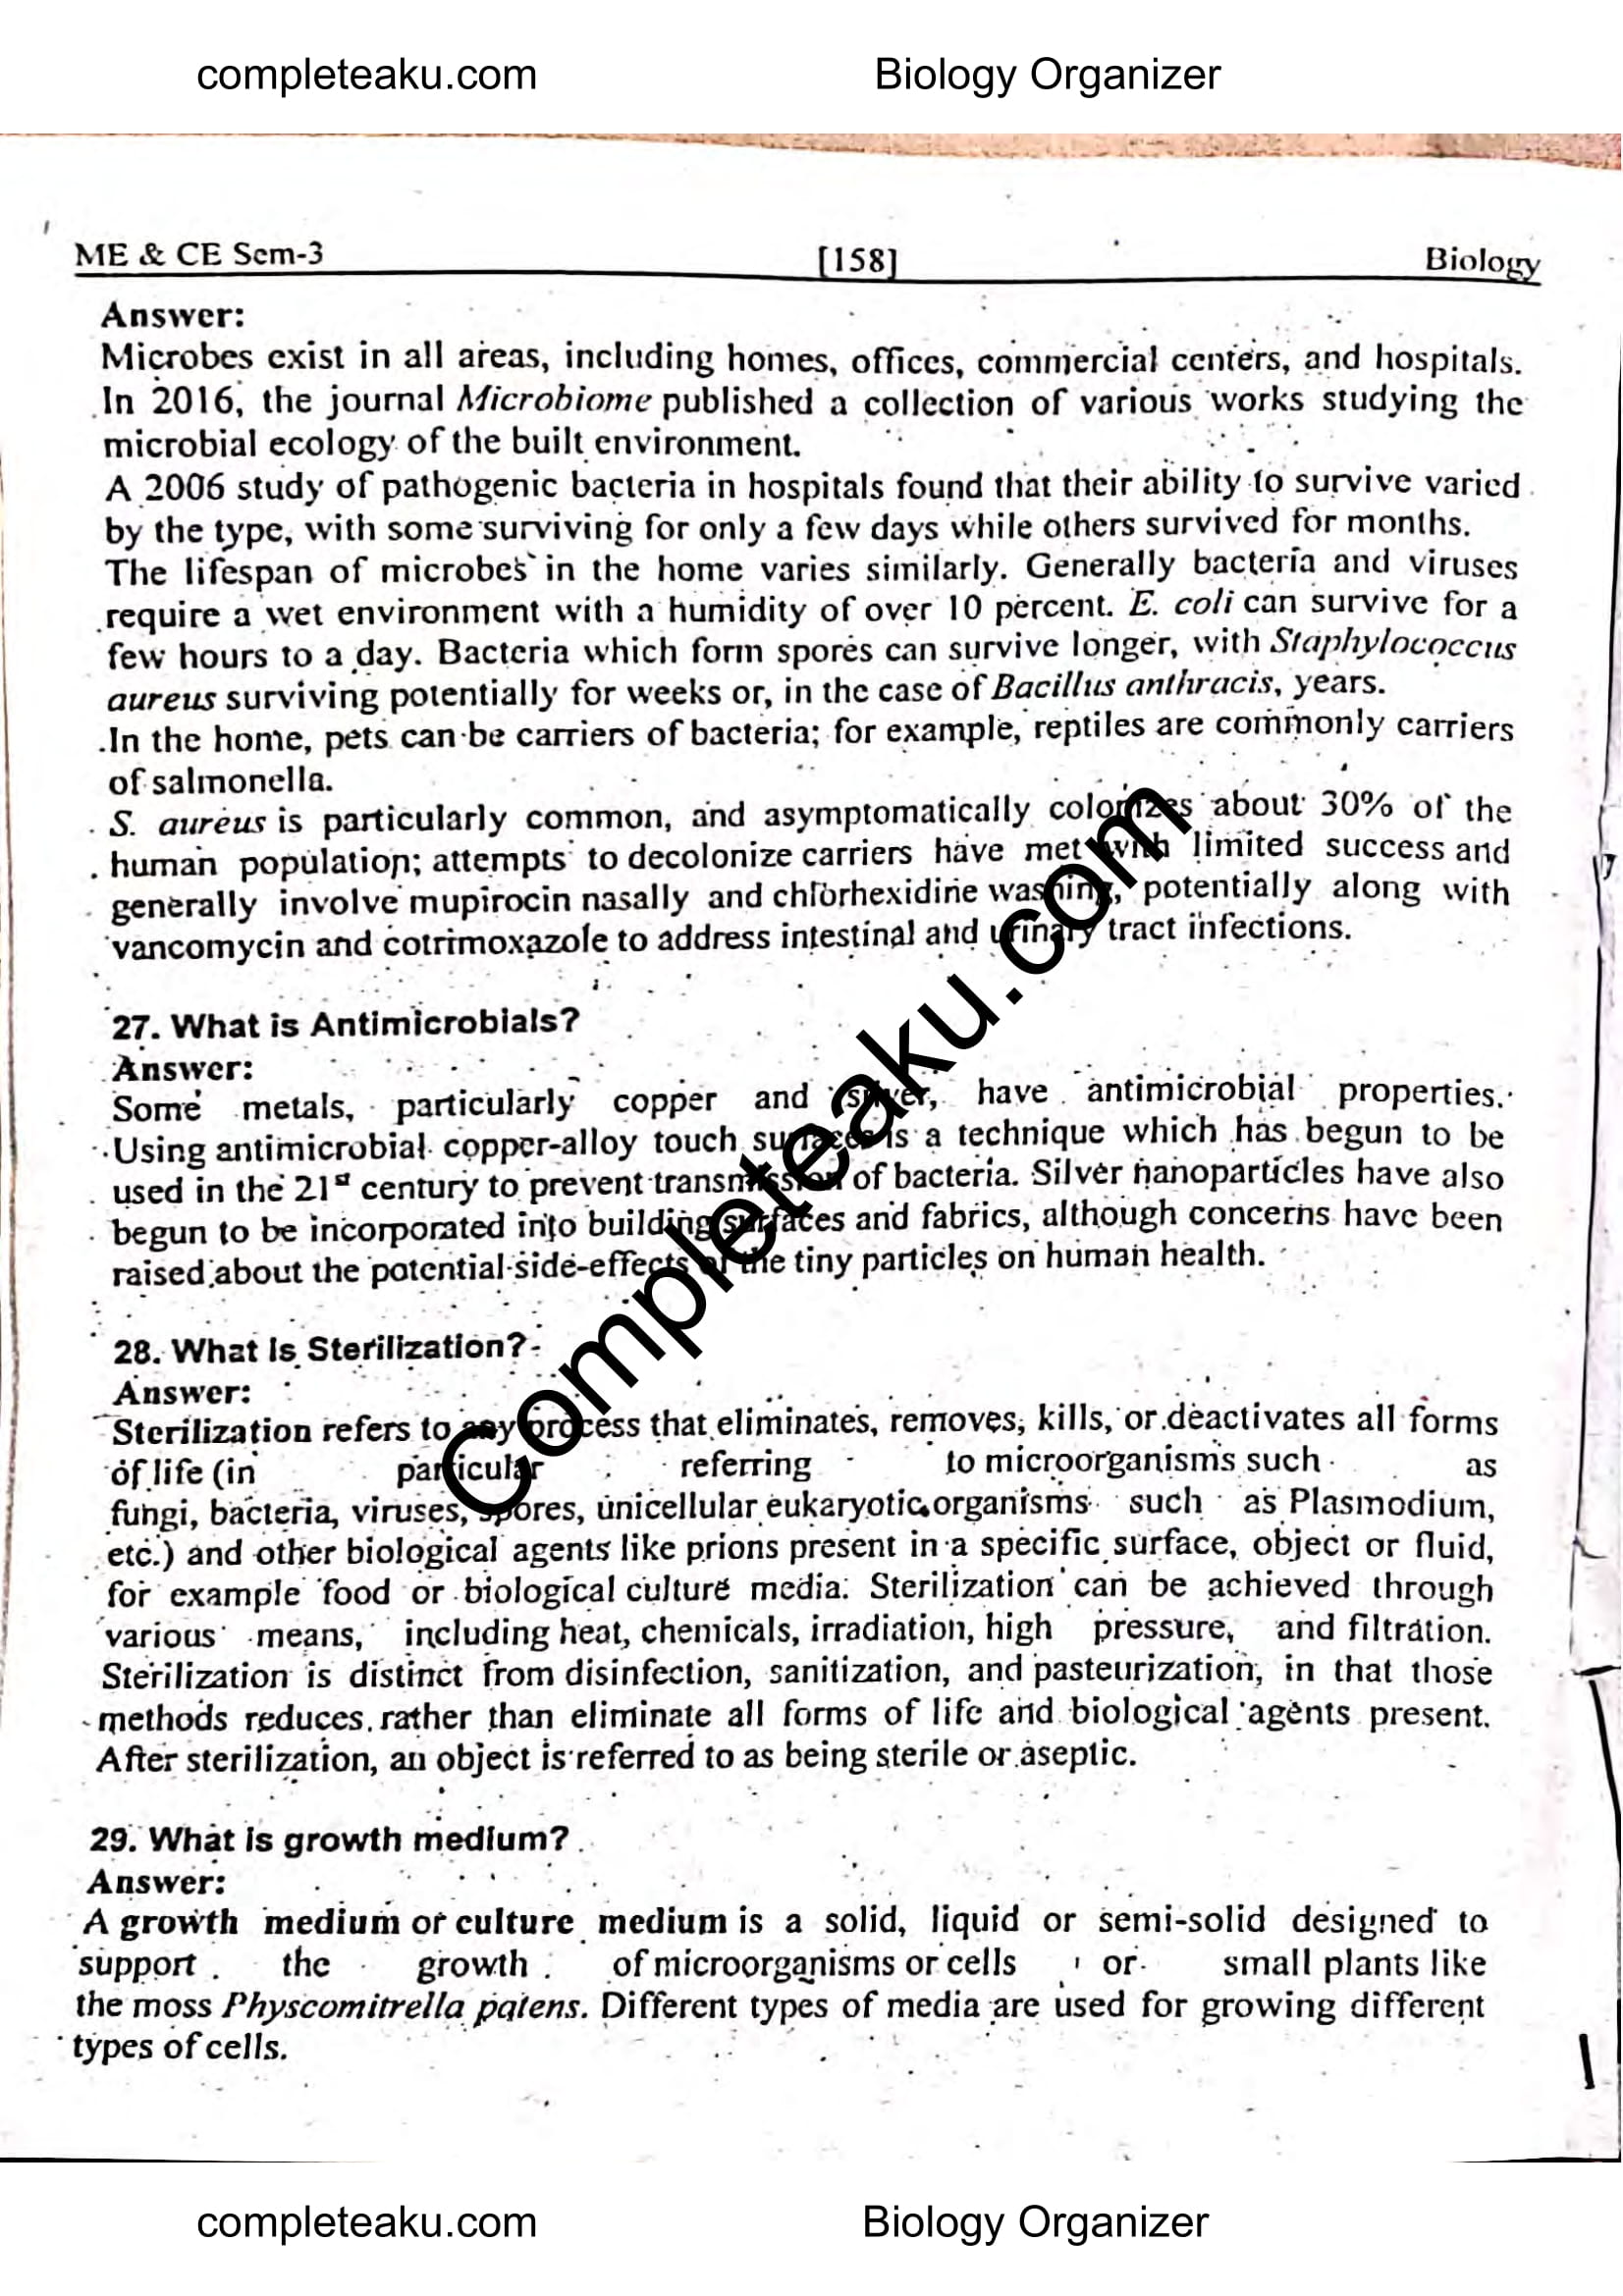 completeaku.com Biology Organizer
ME & CE Sem-3 [158] Biology
Answer:
Microbes exist in all areas, including homes, offices, commercial centers, and hospitals.
In 2016, the journal Microbiome published a collection of various works studying the
microbial ecology of the built environment.
A 2006 study of pathogenic bacteria in hospitals found that their ability to survive varied
by the type, with some surviving for only a few days while others survived for months.
The lifespan of microbes in the home varies similarly. Generally bacteria and viruses
require a wet environment with a humidity of over 10 percent. E. coli can survive for a
few hours to a day. Bacteria which form spores can survive longer, with Staphylococcus
aureus surviving potentially for weeks or, in the case of Bacillus anthracis, years.
In the home, pets can be carriers of bacteria; for example, reptiles are commonly carriers
of salmonella.
S. aureus is particularly common, and asymptomatically colonizes about 30% of the
human population; attempts to decolonize carriers have met with limited success and
generally involve mupirocin nasally and chlorhexidine washing, potentially along with
vancomycin and cotrimoxazole to address intestinal and urinary tract infections.
27. What is Antimicrobials?
Answer:
Some metals, particularly copper and silver, have antimicrobial properties.
Using antimicrobial copper-alloy touch surfaces is a technique which has begun to be
used in the 21st century to prevent transmission of bacteria. Silver nanoparticles have also
begun to be incorporated into building surfaces and fabrics, although concerns have been
raised about the potential side-effects of the tiny particles on human health.
28. What Is Sterilization?
Answer:
Sterilization refers to any process that eliminates, removes, kills, or deactivates all forms
of life (in particular referring to microorganisms such as
fungi, bacteria, viruses, spores, unicellular eukaryotic organisms such as Plasmodium,
etc.) and other biological agents like prions present in a specific surface, object or fluid,
for example food or biological culture media. Sterilization can be achieved through
various means, including heat, chemicals, irradiation, high pressure, and filtration.
Sterilization is distinct from disinfection, sanitization, and pasteurization, in that those
methods reduces rather than eliminate all forms of life and biological agents present.
After sterilization, an object is referred to as being sterile or aseptic.
29. What is growth medium?
Answer:
A growth medium or culture medium is a solid, liquid or semi-solid designed to
support the growth of microorganisms or cells or small plants like
the moss Physcomitrella patens. Different types of media are used for growing different
types of cells.
Completeaku.com
completeaku.com Biology Organizer